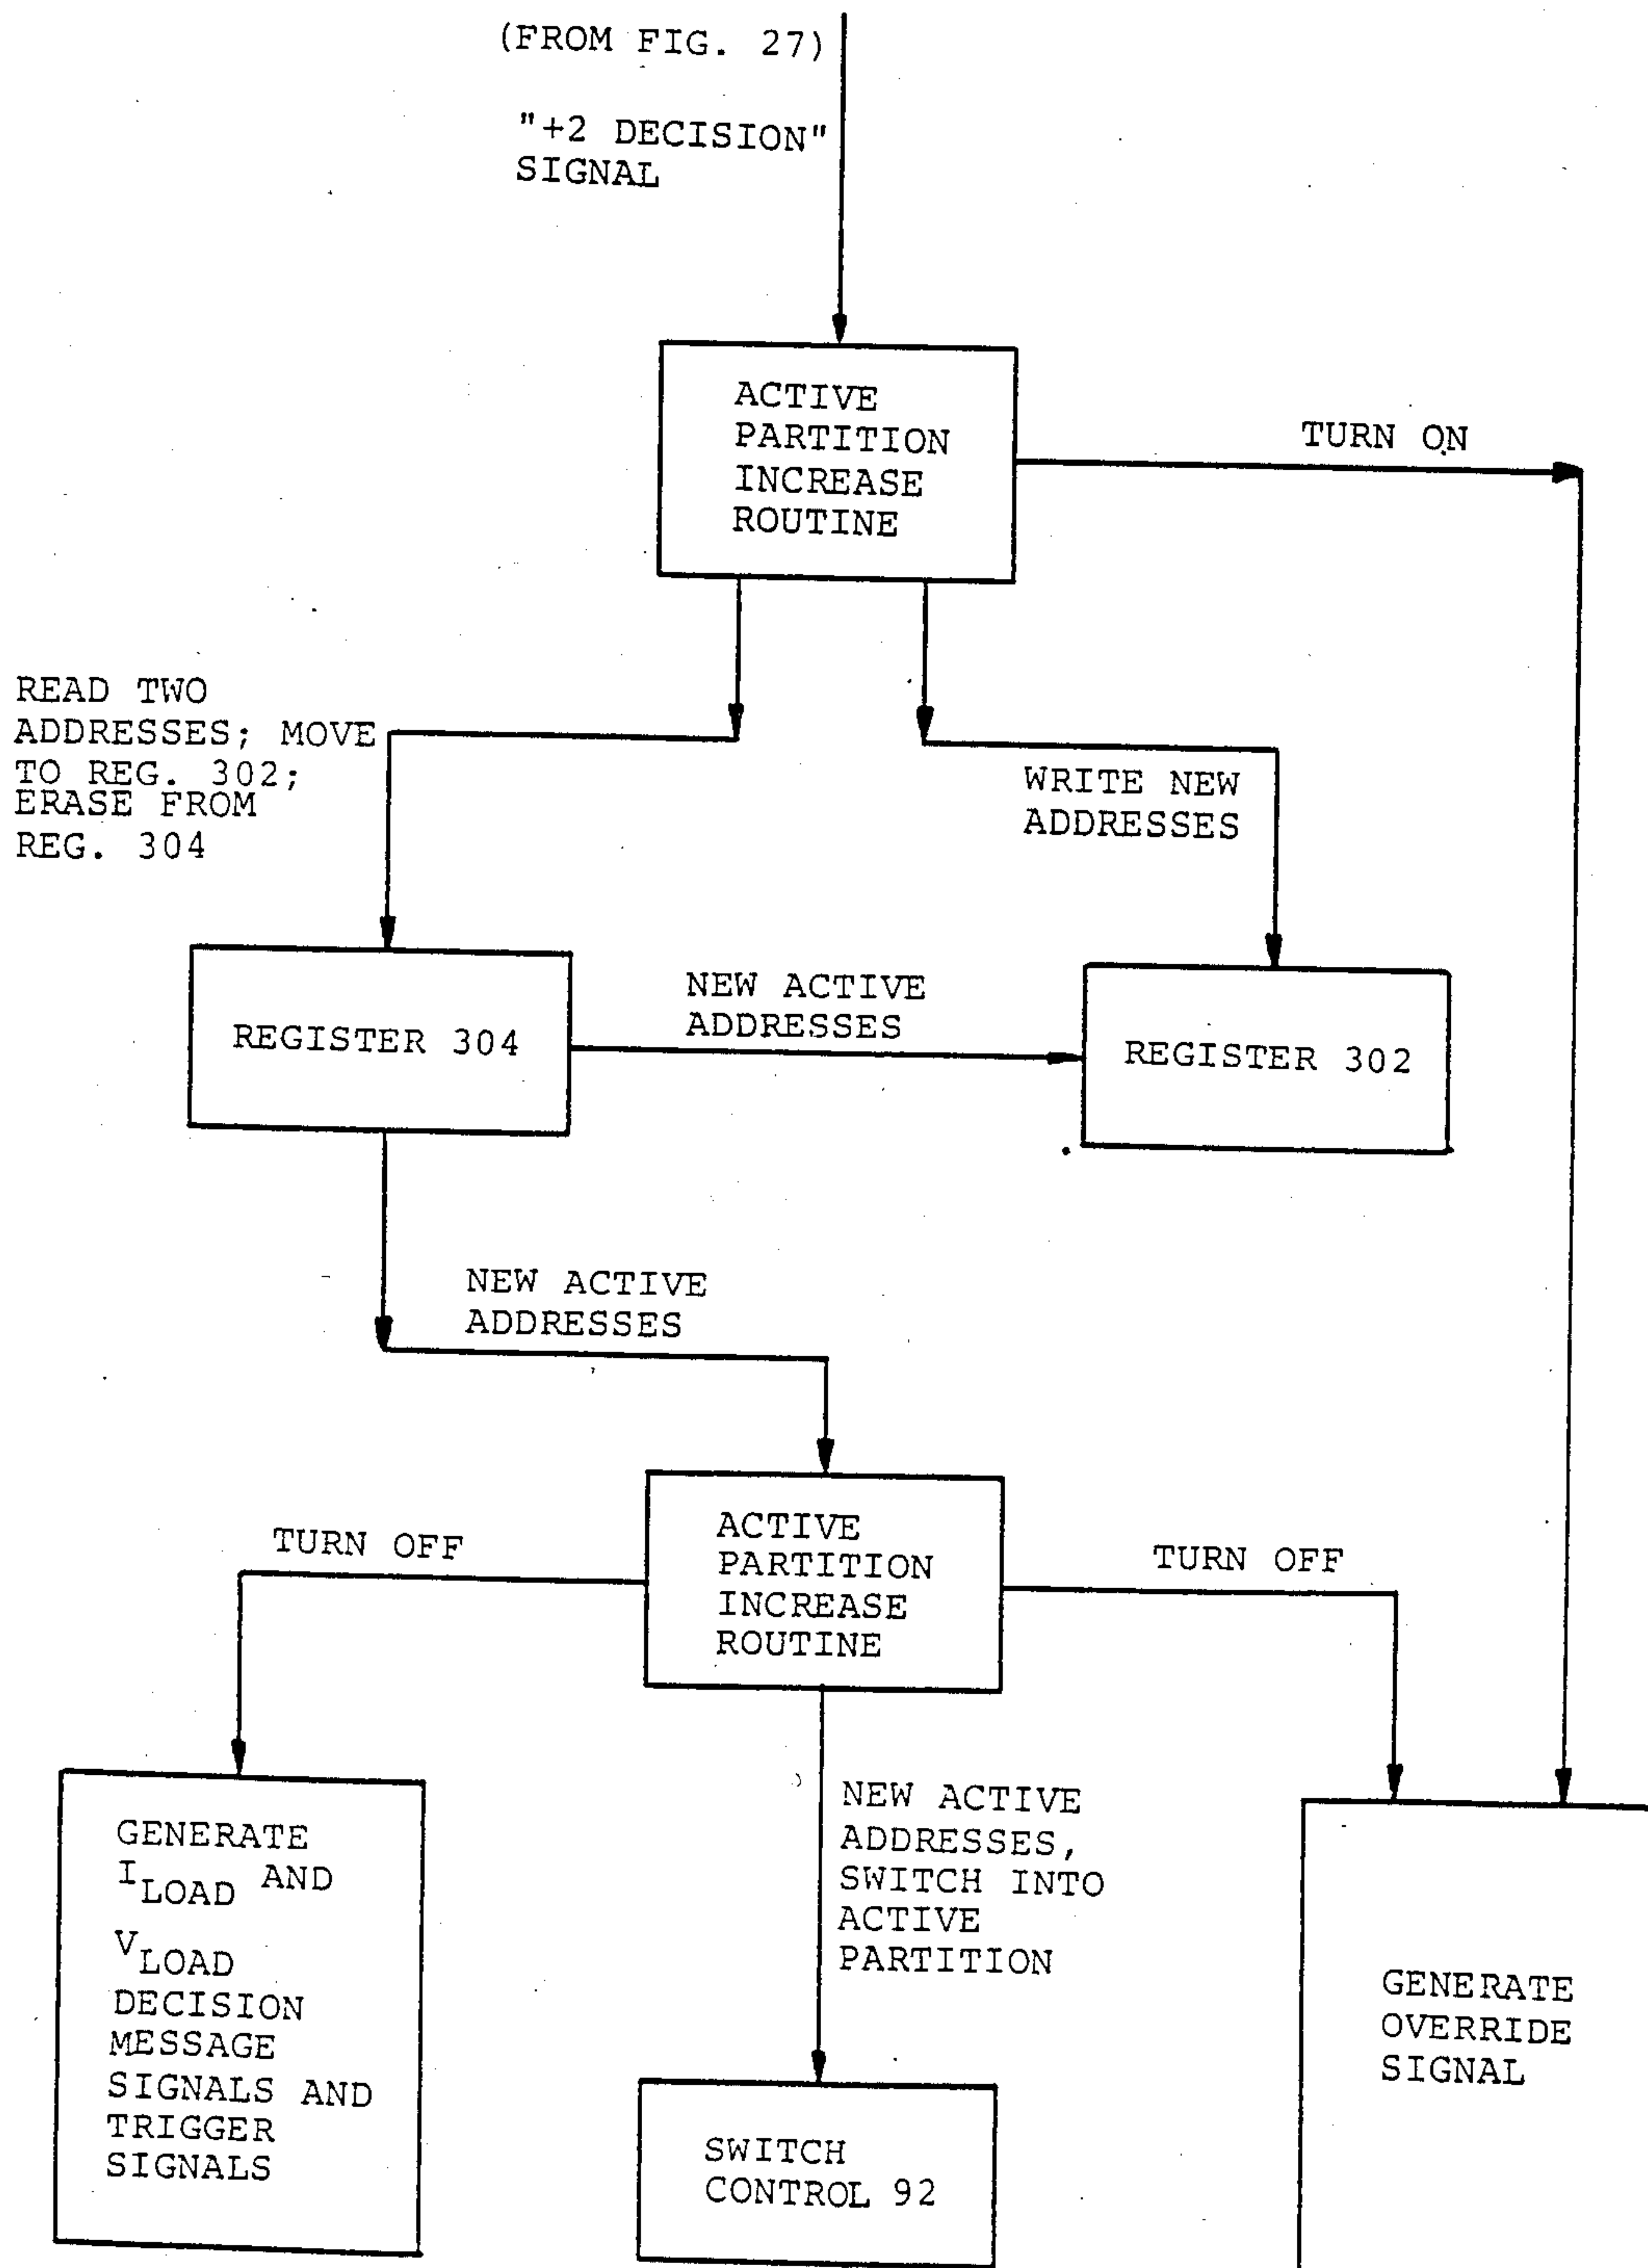 (FROM FIG. 27)
"+2 DECISION"
SIGNAL
ACTIVE
PARTITION
INCREASE
ROUTINE
TURN ON
READ TWO
ADDRESSES; MOVE
TO REG. 302;
ERASE FROM
REG. 304
WRITE NEW
ADDRESSES
REGISTER 304
NEW ACTIVE
ADDRESSES
REGISTER 302
NEW ACTIVE
ADDRESSES
TURN OFF
ACTIVE
PARTITION
INCREASE
ROUTINE
TURN OFF
GENERATE
I LOAD AND
V LOAD
DECISION
MESSAGE
SIGNALS AND
TRIGGER
SIGNALS
NEW ACTIVE
ADDRESSES,
SWITCH INTO
ACTIVE
PARTITION
SWITCH
CONTROL 92
GENERATE
OVERRIDE
SIGNAL